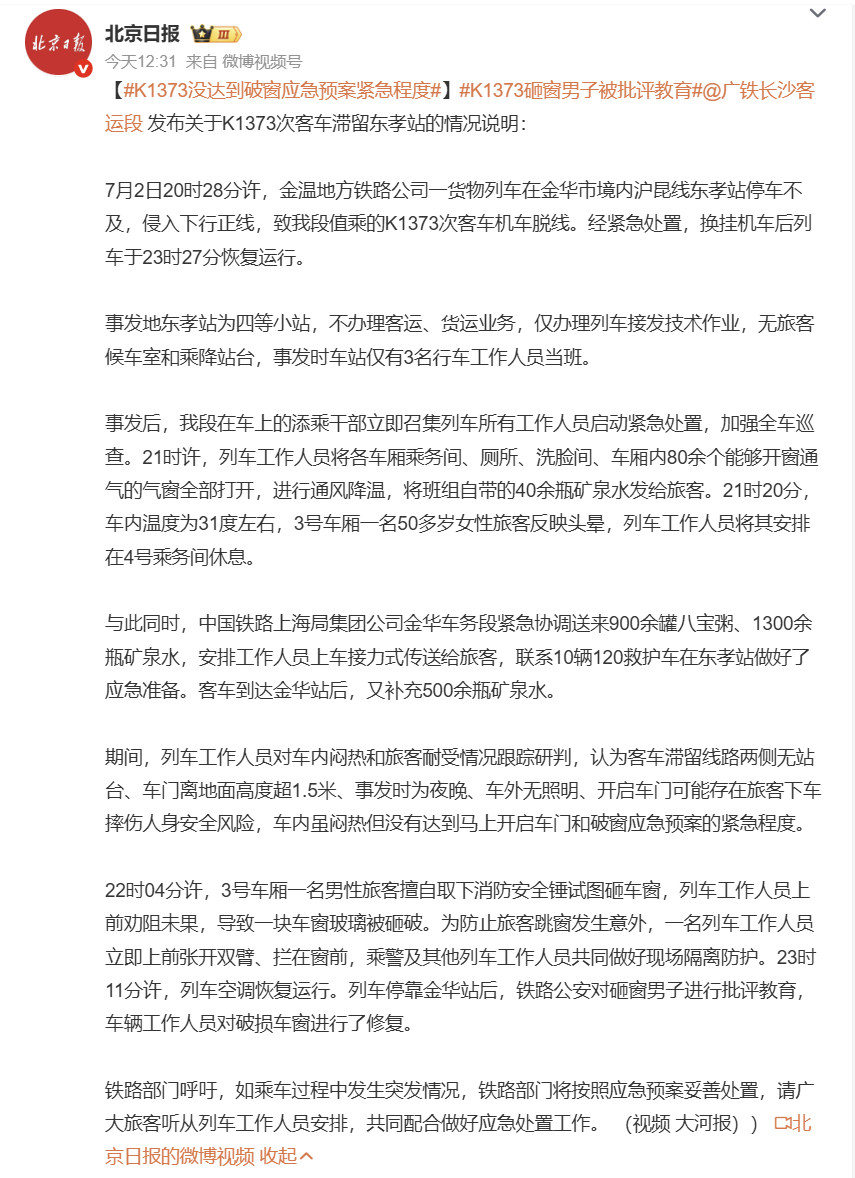 北京日报
北京日报 III
今天12:31 来自 微博视频号
【#K1373没达到破窗应急预案紧急程度#】#K1373砸窗男子被批评教育#@广铁长沙客
运段 发布关于K1373次客车滞留东孝站的情况说明：
7月2日20时28分许，金温地方铁路公司一货物列车在金华市境内沪昆线东孝站停车不
及，侵入下行正线，致我段值乘的K1373次客车机车脱线。经紧急处置，换挂机车后列
车于23时27分恢复运行。
事发地东孝站为四等小站，不办理客运、货运业务，仅办理列车接发技术作业，无旅客
候车室和乘降站台，事发时车站仅有3名行车工作人员当班。
事发后，我段在车上的添乘干部立即召集列车所有工作人员启动紧急处置，加强全车巡
查。21时许，列车工作人员将各车厢乘务间、厕所、洗脸间、车厢内80余个能够开窗通
气的气窗全部打开，进行通风降温，将班组自带的40余瓶矿泉水发给旅客。21时20分，
车内温度为31度左右，3号车厢一名50多岁女性旅客反映头晕，列车工作人员将其安排
在4号乘务间休息。
与此同时，中国铁路上海局集团公司金华车务段紧急协调送来900余罐八宝粥、1300余
瓶矿泉水，安排工作人员上车接力式传送给旅客，联系10辆120救护车在东孝站做好了
应急准备。客车到达金华站后，又补充500余瓶矿泉水。
期间，列车工作人员对车内闷热和旅客耐受情况跟踪研判，认为客车滞留线路两侧无站
台、车门离地面高度超1.5米、事发时为夜晚、车外无照明、开启车门可能存在旅客下车
摔伤人身安全风险，车内虽闷热但没有达到马上开启车门和破窗应急预案的紧急程度。
22时04分许，3号车厢一名男性旅客擅自取下消防安全锤试图砸车窗，列车工作人员上
前劝阻未果，导致一块车窗玻璃被砸破。为防止旅客跳窗发生意外，一名列车工作人员
立即上前张开双臂、拦在窗前，乘警及其他列车工作人员共同做好现场隔离防护。23时
11分许，列车空调恢复运行。列车停靠金华站后，铁路公安对砸窗男子进行批评教育，
车辆工作人员对破损车窗进行了修复。
铁路部门呼吁，如乘车过程中发生突发情况，铁路部门将按照应急预案妥善处置，请广
大旅客听从列车工作人员安排，共同配合做好应急处置工作。（视频 大河报）） 北
京日报的微博视频 收起